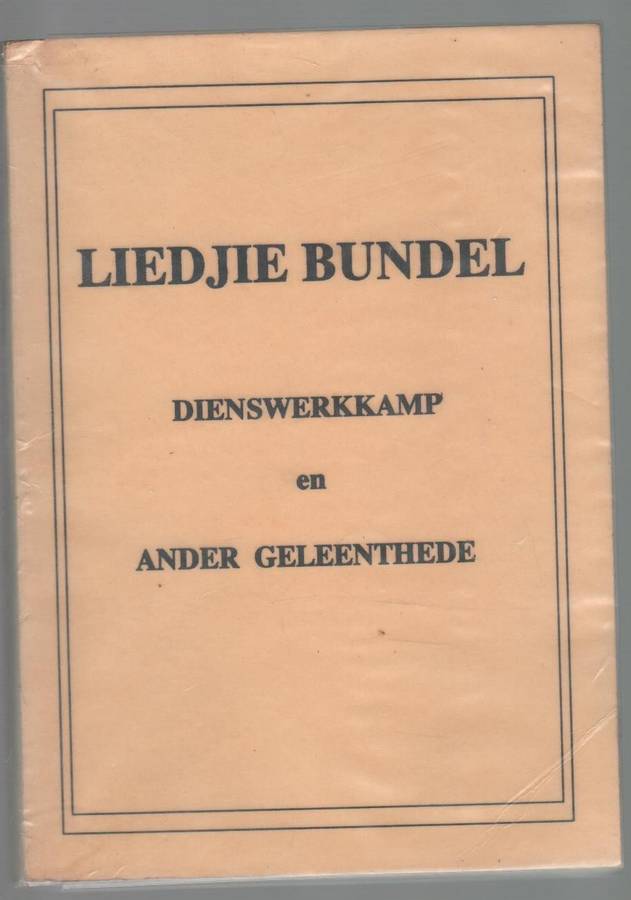 LIEDJIE BUNDEL
DIENSWERKKAMP
en
ANDER GELEENTHEDE